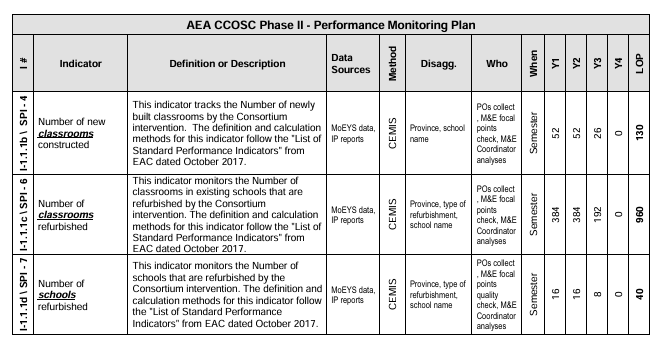 AEA CCOSC Phase II - Performance Monitoring Plan
I #
Indicator
Definition or Description
Data
Sources
Method
Disagg.
Who
When
Y1
Y2
Y3
Y4
LOP
I-1.1.1b \ SPI - 4
Number of new
classrooms
constructed
This indicator tracks the Number of newly
built classrooms by the Consortium
intervention. The definition and calculation
methods for this indicator follow the "List of
Standard Performance Indicators" from
EAC dated October 2017.
MoEYS data,
IP reports
CEMIS
Province, school
name
POs collect
, M&E focal
points
check, M&E
Coordinator
analyses
Semester
52
52
26
0
130
I-1.1.1c \ SPI - 6
Number of
classrooms
refurbished
This indicator monitors the Number of
classrooms in existing schools that are
refurbished by the Consortium
intervention. The definition and calculation
methods for this indicator follow the "List of
Standard Performance Indicators" from
EAC dated October 2017.
MoEYS data,
IP reports
CEMIS
Province, type of
refurbishment,
school name
POs collect
, M&E focal
points
check, M&E
Coordinator
analyses
Semester
384
384
192
0
960
I-1.1.1d \ SPI - 7
Number of
schools
refurbished
This indicator monitors the Number of
schools that are refurbished by the
Consortium intervention. The definition and
calculation methods for this indicator follow
the "List of Standard Performance
Indicators" from EAC dated October 2017.
MoEYS data,
IP reports
CEMIS
Province, type of
refurbishment,
school name
POs collect
, M&E focal
points
quality
check, M&E
Coordinator
analyses
Semester
16
16
8
0
40